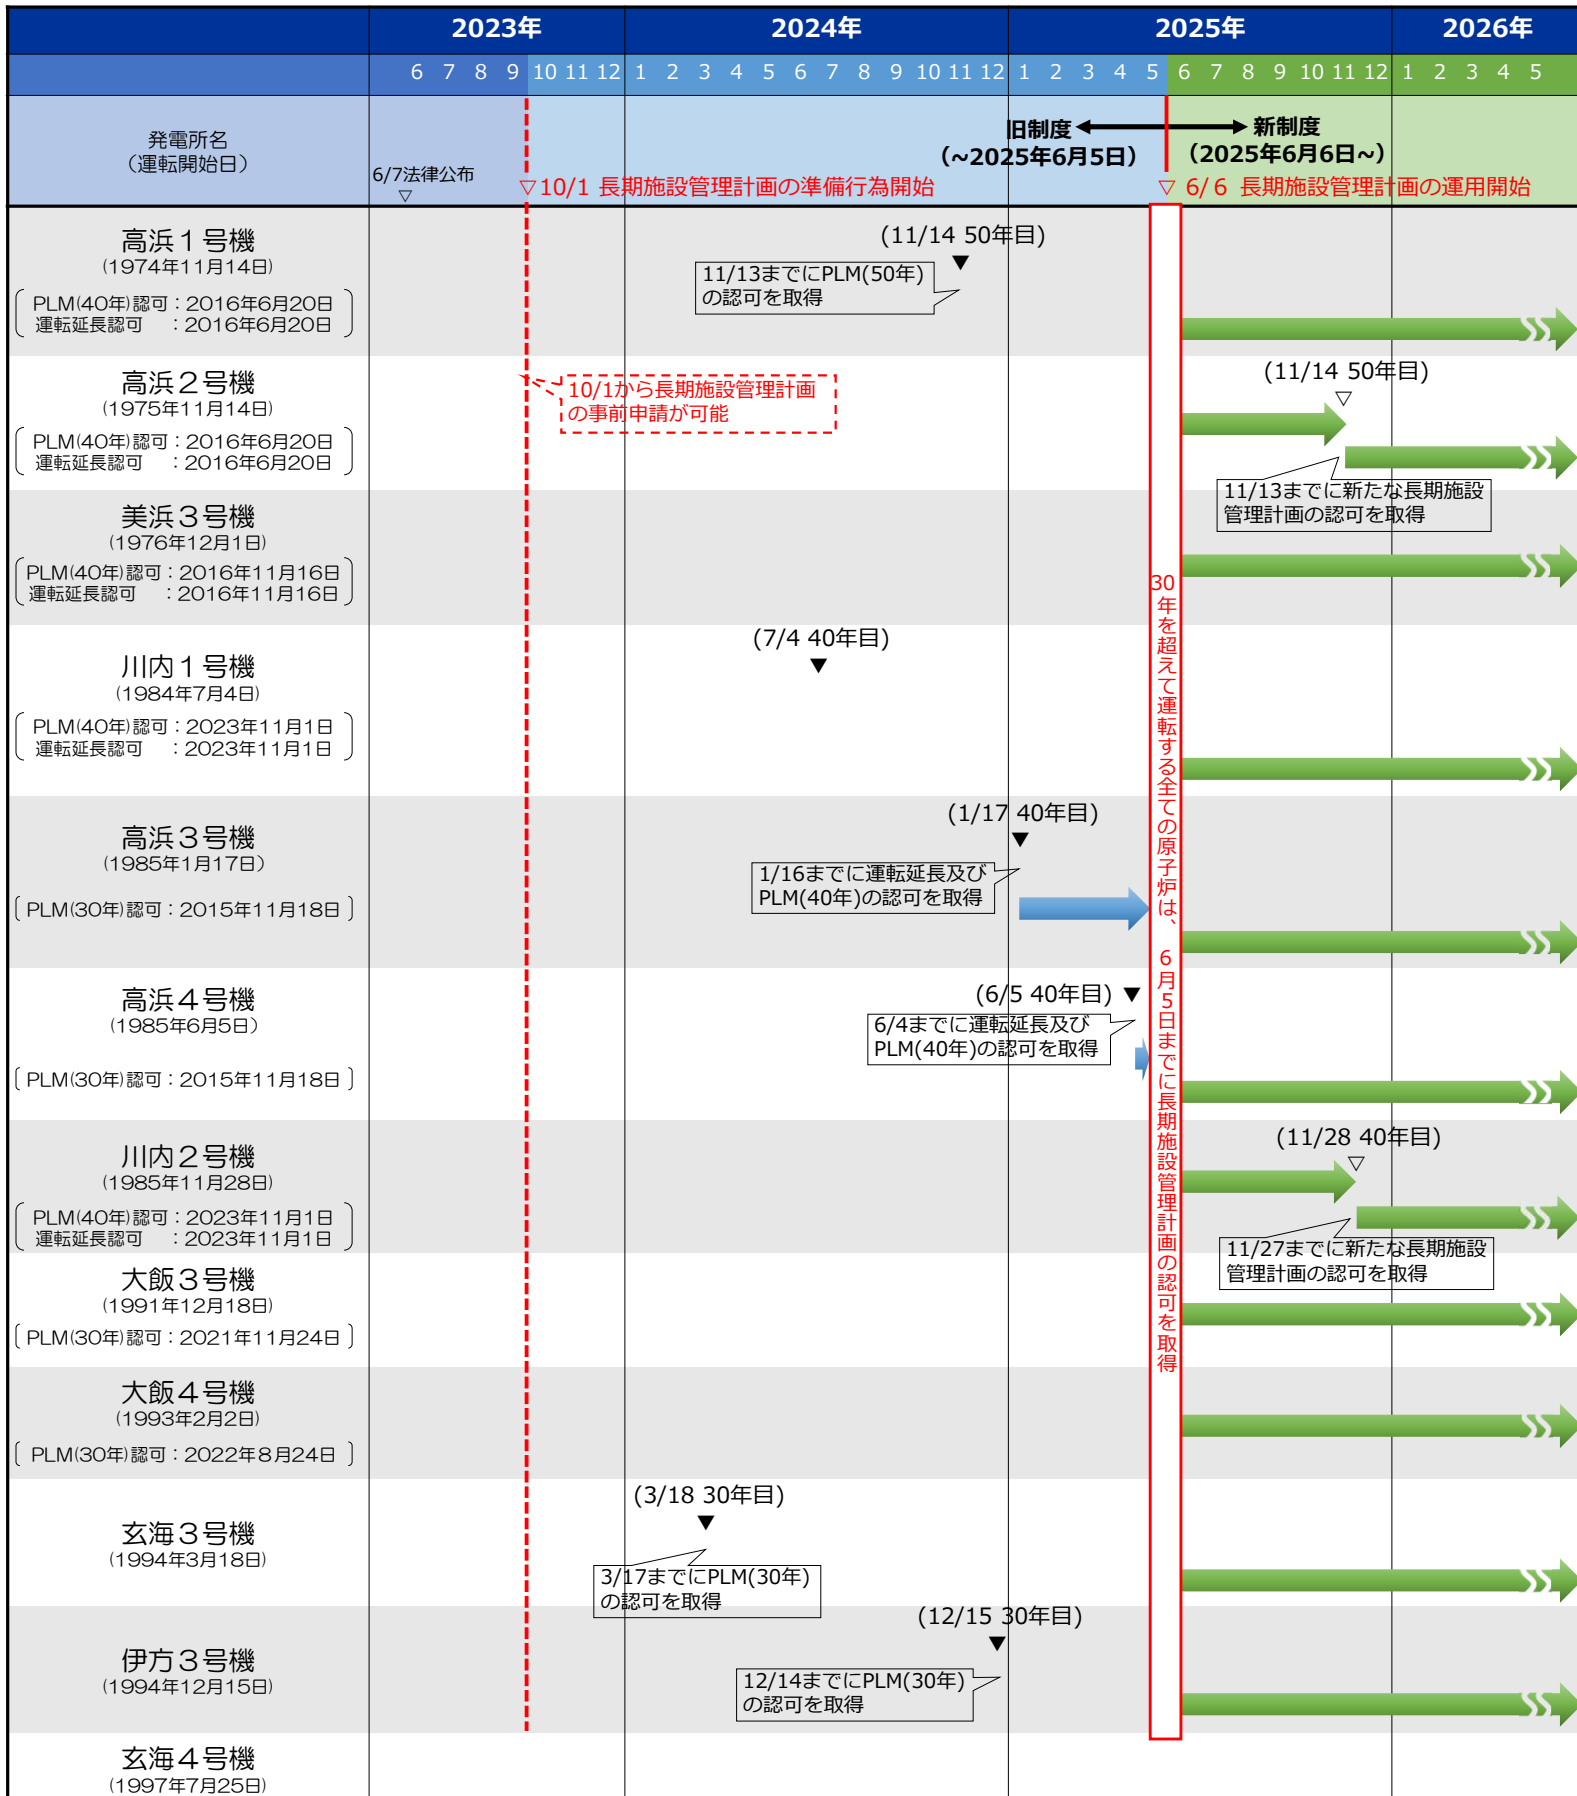 2023年 2024年 2025年 2026年
6 7 8 9 10 11 12 1 2 3 4 5 6 7 8 9 10 11 12 1 2 3 4 5 6 7 8 9 10 11 12 1 2 3 4 5
発電所名
（運転開始日）
6/7法律公布
▽
▽10/1 長期施設管理計画の準備行為開始
旧制度
（~2025年6月5日）
新制度
（2025年6月6日~）
▽ 6/6 長期施設管理計画の運用開始
高浜１号機
(1974年11月14日)
PLM(40年)認可：2016年6月20日
運転延長認可　：2016年6月20日
(11/14 50年目)
▼
11/13までにPLM(50年)
の認可を取得
高浜２号機
(1975年11月14日)
PLM(40年)認可：2016年6月20日
運転延長認可　：2016年6月20日
10/1から長期施設管理計画
の事前申請が可能
(11/14 50年目)
▽
11/13までに新たな長期施設
管理計画の認可を取得
美浜３号機
(1976年12月1日)
PLM(40年)認可：2016年11月16日
運転延長認可　：2016年11月16日
30年を超えて運転する全ての原子炉は、6月5日までに長期施設管理計画の認可を取得
川内１号機
(1984年7月4日)
PLM(40年)認可：2023年11月1日
運転延長認可　：2023年11月1日
(7/4 40年目)
▼
高浜３号機
(1985年1月17日)
[ PLM(30年)認可：2015年11月18日 ]
(1/17 40年目)
▼
1/16までに運転延長及び
PLM(40年)の認可を取得
高浜４号機
(1985年6月5日)
[ PLM(30年)認可：2015年11月18日 ]
(6/5 40年目) ▼
6/4までに運転延長及び
PLM(40年)の認可を取得
川内２号機
(1985年11月28日)
PLM(40年)認可：2023年11月1日
運転延長認可　：2023年11月1日
(11/28 40年目)
▽
11/27までに新たな長期施設
管理計画の認可を取得
大飯３号機
(1991年12月18日)
[ PLM(30年)認可：2021年11月24日 ]
大飯４号機
(1993年2月2日)
[ PLM(30年)認可：2022年8月24日 ]
玄海３号機
(1994年3月18日)
(3/18 30年目)
▼
3/17までにPLM(30年)
の認可を取得
伊方３号機
(1994年12月15日)
(12/15 30年目)
▼
12/14までにPLM(30年)
の認可を取得
玄海４号機
(1997年7月25日)